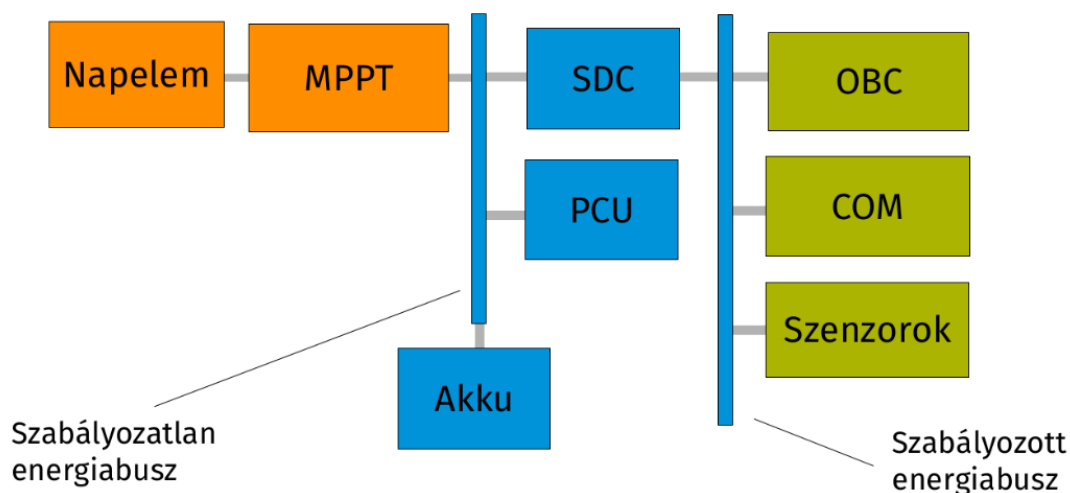 Napelem
MPPT
SDC
OBC
PCU
COM
Szenzorok
Akku
Szabályozatlan
energiabusz
Szabályozott
energiabusz